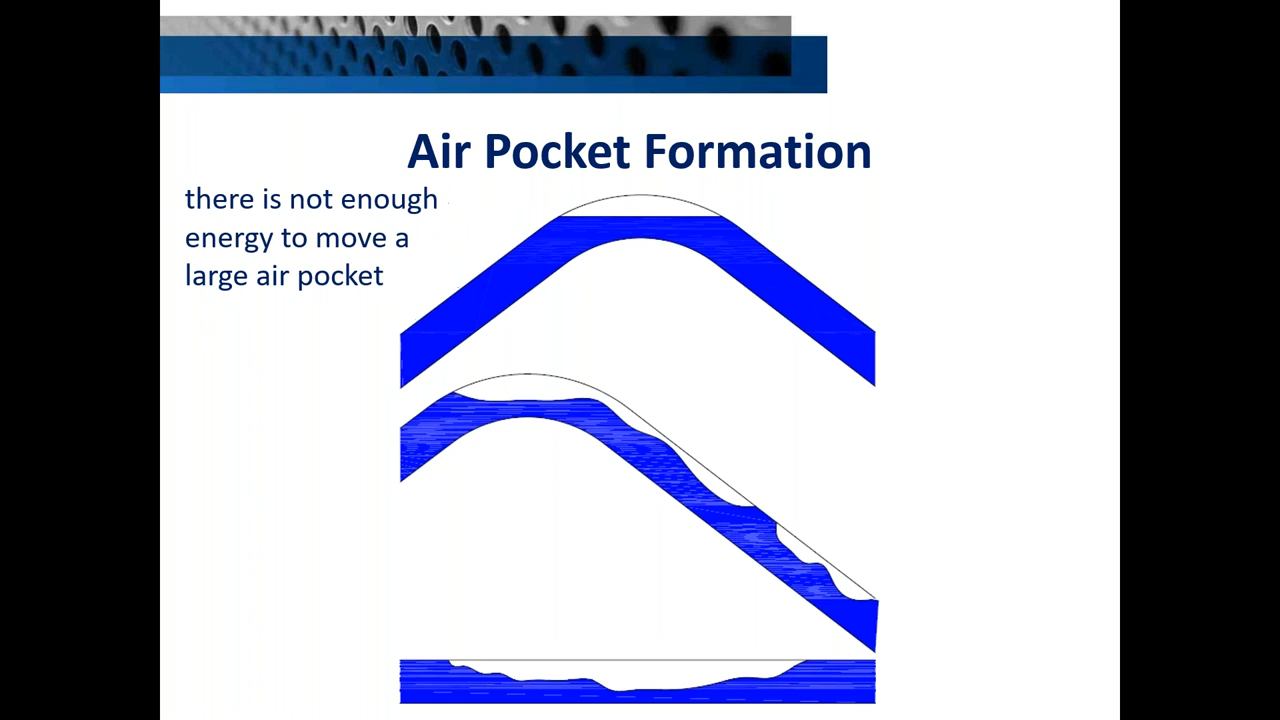 Air Pocket Formation
there is not enough
energy to move a
large air pocket